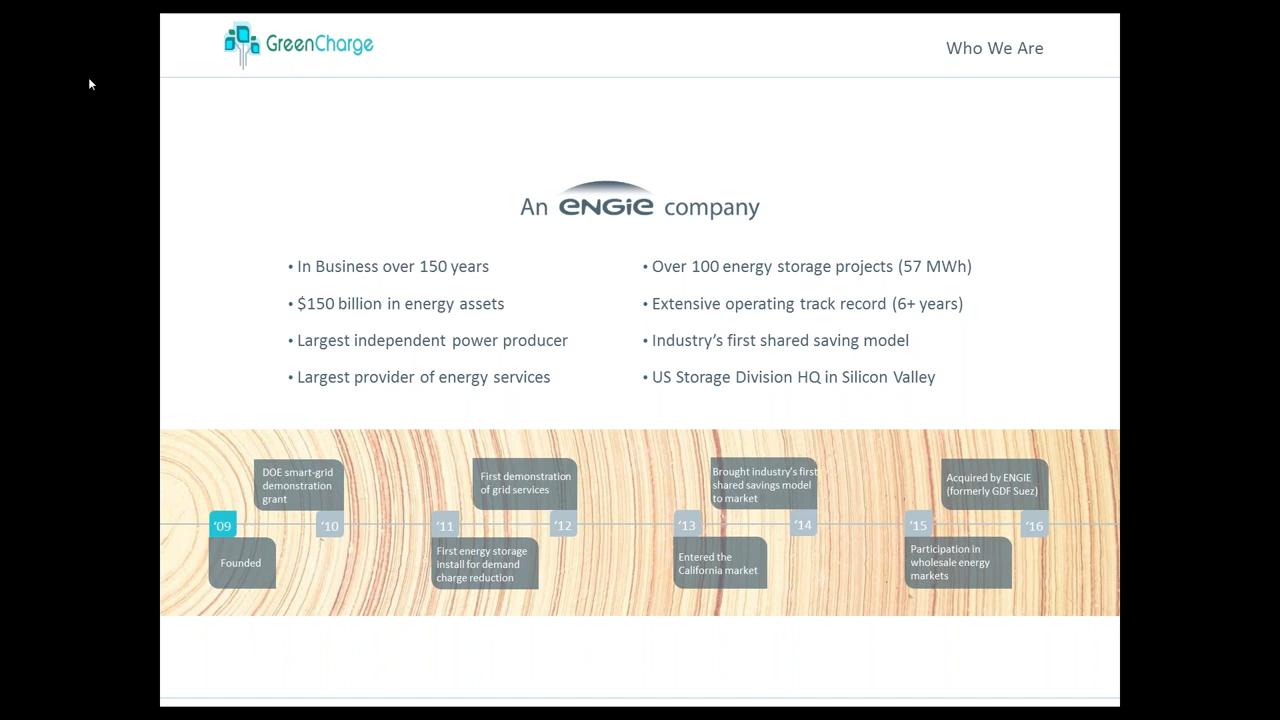 GreenCharge
Who We Are
An ENGIE company
• In Business over 150 years
• $150 billion in energy assets
• Largest independent power producer
• Largest provider of energy services
• Over 100 energy storage projects (57 MWh)
• Extensive operating track record (6+ years)
• Industry’s first shared saving model
• US Storage Division HQ in Silicon Valley
DOE smart-grid
demonstration
grant
First demonstration
of grid services
Brought industry’s first
shared savings model
to market
Acquired by ENGIE
(formerly GDF Suez)
‘09
‘10
‘11
‘12
‘13
‘14
‘15
‘16
Founded
First energy storage
install for demand
charge reduction
Entered the
California market
Participation in
wholesale energy
markets